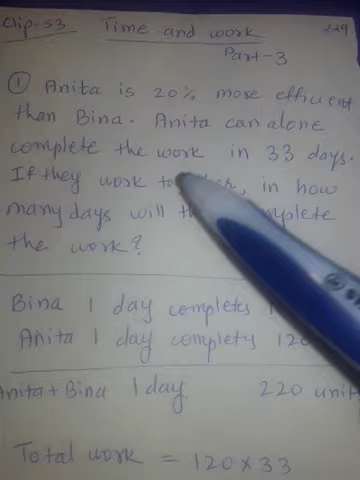 Clip-53 Time and work 229
Part-3
① Anita is 20% more efficient
than Bina. Anita can alone
complete the work in 33 days.
If they work in how
many days will
the work?
Bina 1 day completes
Anita 1 day completes
Anita + Bina 1 day. 220 unit
Total work = 120 × 33